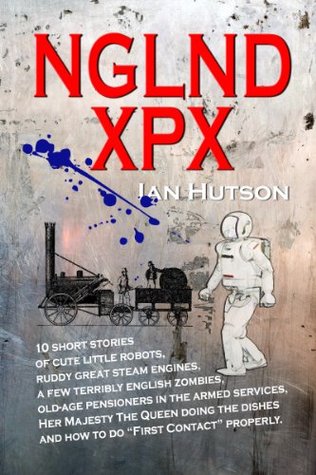 NGLND
XPX
IAN HUTSON
10 SHORT STORIES
OF CUTE LITTLE ROBOTS,
RUDDY GREAT STEAM ENGINES,
A FEW TERRIBLY ENGLISH ZOMBIES,
OLD-AGE PENSIONERS IN THE ARMED SERVICES,
HER MAJESTY THE QUEEN DOING THE DISHES
AND HOW TO DO "FIRST CONTACT" PROPERLY.